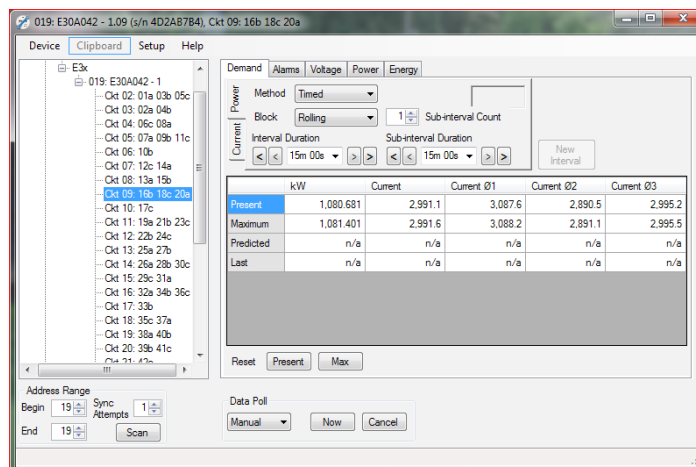 019: E30A042 - 1.09 (s/n 4D2AB7B4), Ckt 09: 16b 18c 20a
Device Clipboard Setup Help
E3x
019: E30A042 - 1
Ckt 02: 01a 03b 05c
Ckt 03: 02a 04b
Ckt 04: 06c 08a
Ckt 05: 07a 09b 11c
Ckt 06: 10b
Ckt 07: 12c 14a
Ckt 08: 13a 15b
Ckt 09: 16b 18c 20a
Ckt 10: 17c
Ckt 11: 19a 21b 23c
Ckt 12: 22b 24c
Ckt 13: 25a 27b
Ckt 14: 26a 28b 30c
Ckt 15: 29c 31a
Ckt 16: 32a 34b 36c
Ckt 17: 33b
Ckt 18: 35c 37a
Ckt 19: 38a 40b
Ckt 20: 39b 41c
Ckt 21: 42c
Address Range
Begin 19 Sync Attempts 1
End 19 Scan
Demand Alarms Voltage Power Energy
Power
Current
Method Timed
Block Rolling 1 Sub-interval Count
Interval Duration Sub-interval Duration
< < 15m 00s > > < < 15m 00s > >
New Interval
kW Current Current Ø1 Current Ø2 Current Ø3
Present 1,080.681 2,991.1 3,087.6 2,890.5 2,995.2
Maximum 1,081.401 2,991.6 3,088.2 2,891.1 2,995.5
Predicted n/a n/a n/a n/a n/a
Last n/a n/a n/a n/a n/a
Reset Present Max
Data Poll
Manual Now Cancel